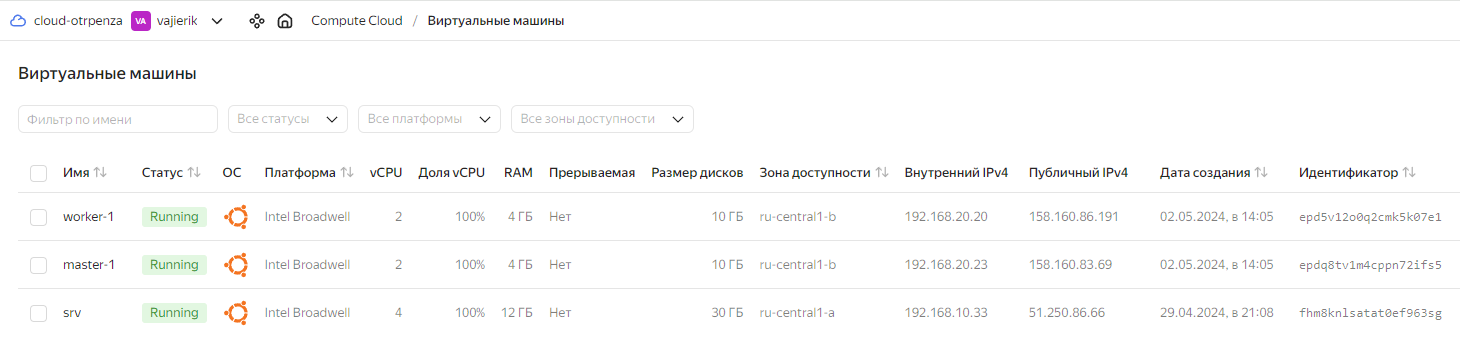 cloud-otrpenza VA vajierik Compute Cloud / Виртуальные машины
Виртуальные машины
Фильтр по имени Все статусы Все платформы Все зоны доступности
Имя Статус ОС Платформа vCPU Доля vCPU RAM Прерываемая Размер дисков Зона доступности Внутренний IPv4 Публичный IPv4 Дата создания Идентификатор
worker-1 Running Intel Broadwell 2 100% 4 ГБ Нет 10 ГБ ru-central1-b 192.168.20.20 158.160.86.191 02.05.2024, в 14:05 epd5v12o0q2cmk5k07e1
master-1 Running Intel Broadwell 2 100% 4 ГБ Нет 10 ГБ ru-central1-b 192.168.20.23 158.160.83.69 02.05.2024, в 14:05 epdq8tv1m4cppn72ifs5
srv Running Intel Broadwell 4 100% 12 ГБ Нет 30 ГБ ru-central1-a 192.168.10.33 51.250.86.66 29.04.2024, в 21:08 fhm8knlsatat0ef963sg